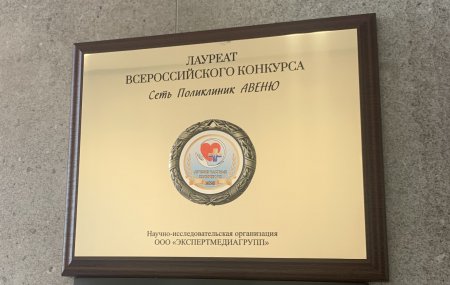 ЛАУРЕАТ
ВСЕРОССИЙСКОГО КОНКУРСА
Сеть Поликлиник АВЕНЮ
Научно-исследовательская организация
ООО «ЭКСПЕРТМЕДИАГРУПП»